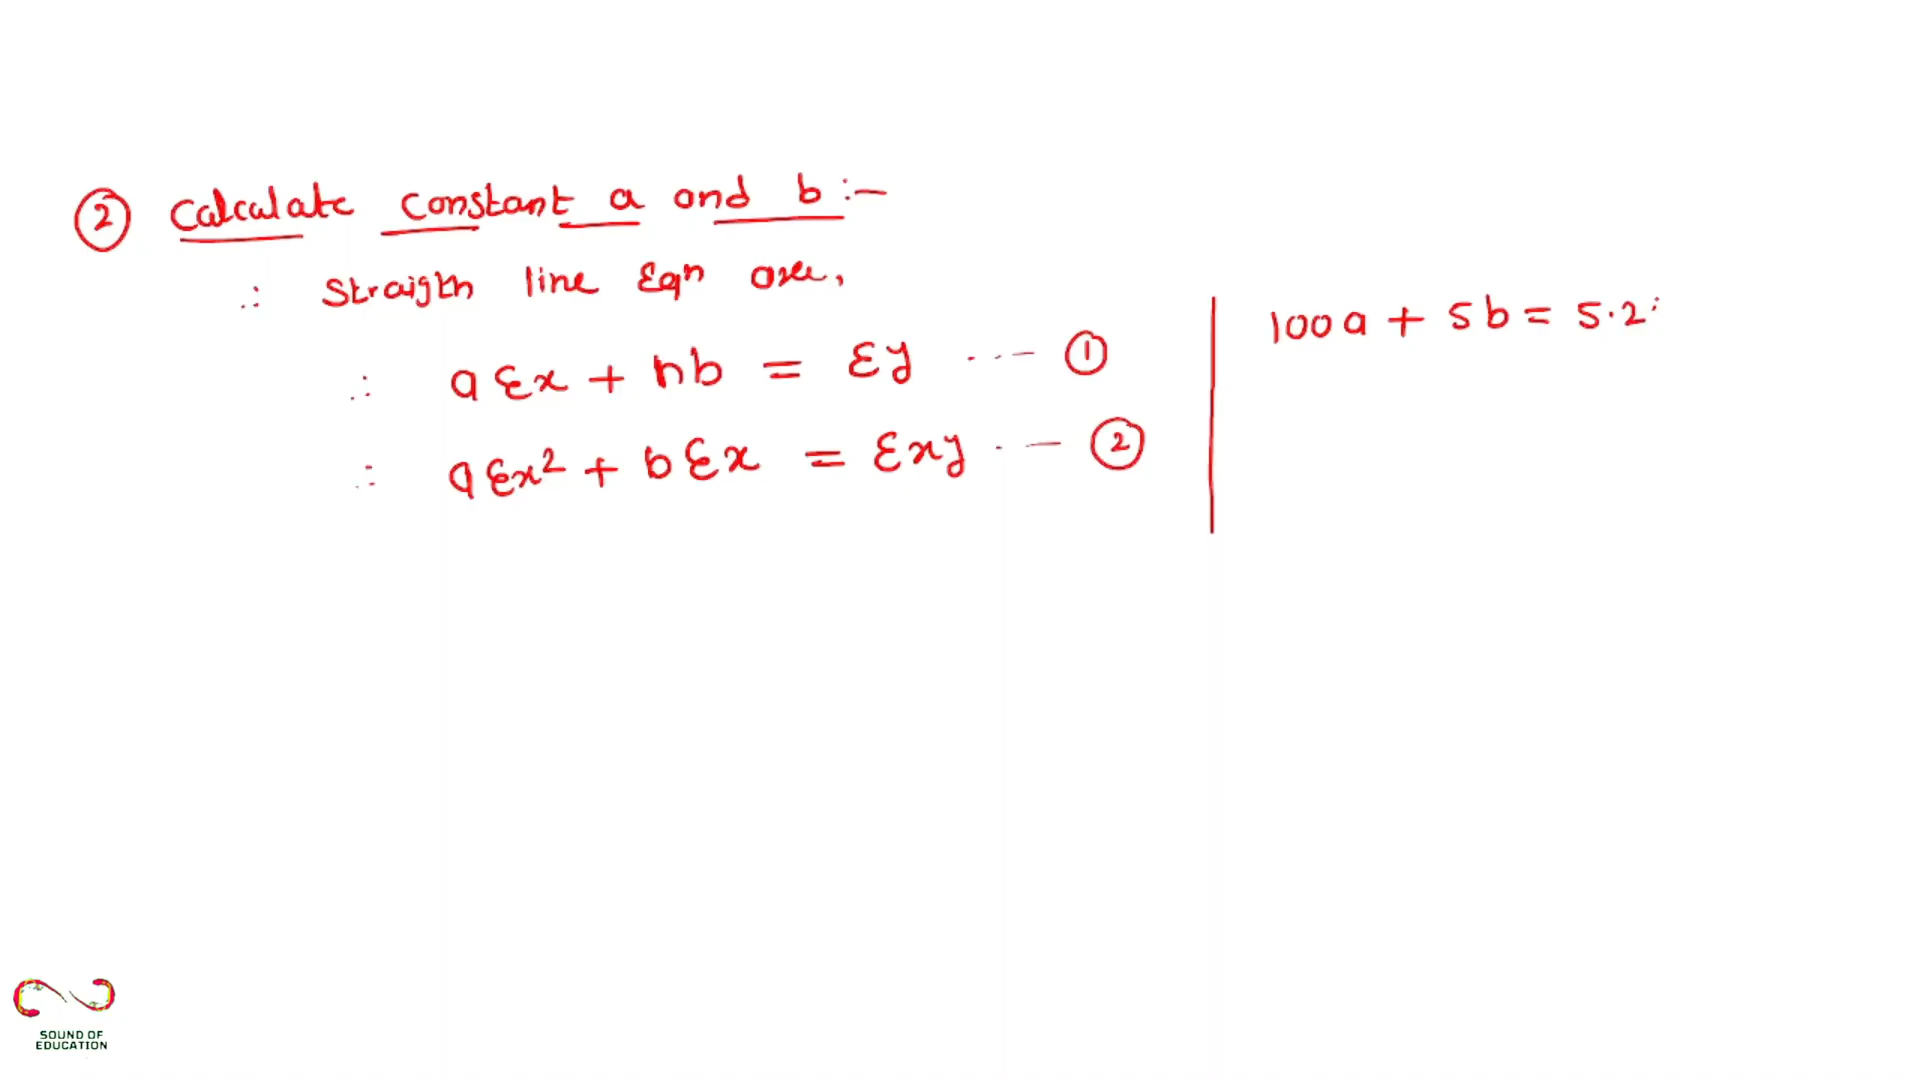 ② Calculate Constant a and b :-
∴ Straigth line Eqn are,
∴ aΣx + nb = Σy ... — ①
∴ aΣx² + bΣx = Σxy .. — ②
100a + 5b = 5.2
SOUND OF
EDUCATION